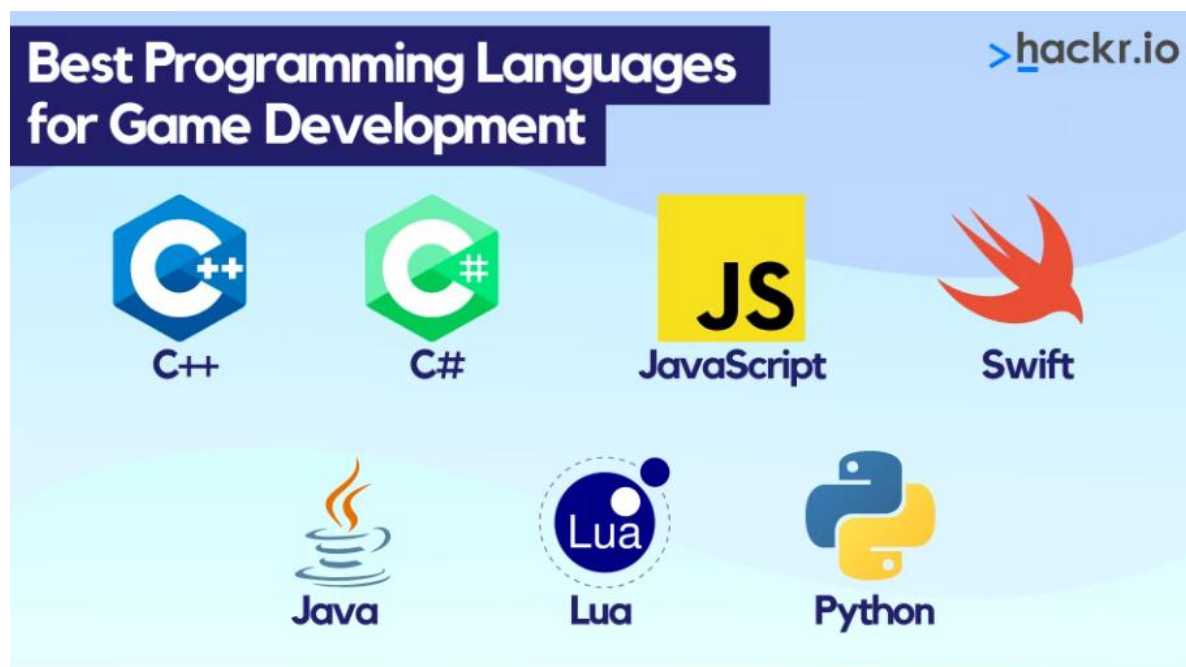 Best Programming Languages
for Game Development
>hackr.io
C++
C#
JS
C++
C#
JavaScript
Swift
Lua
Java
Lua
Python